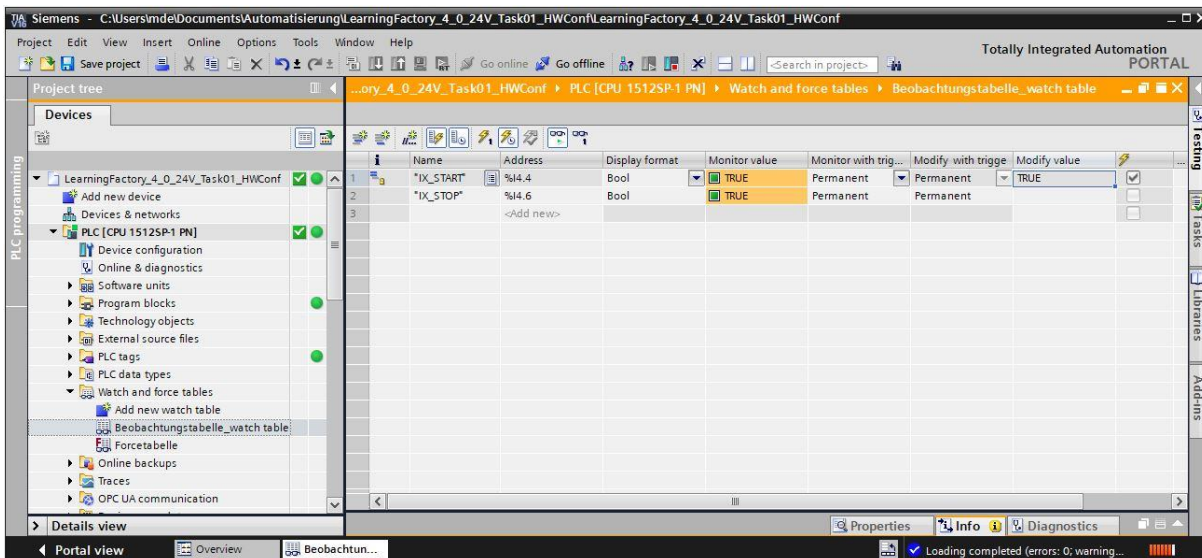 Siemens - C:\Users\mde\Documents\Automatisierung\LearningFactory_4_0_24V_Task01_HWConf\LearningFactory_4_0_24V_Task01_HWConf
Project Edit View Insert Online Options Tools Window Help
Totally Integrated Automation
PORTAL
Save project Go online Go offline <Search in project>
Project tree
...ory_4_0_24V_Task01_HWConf PLC [CPU 1512SP-1 PN] Watch and force tables Beobachtungstabelle_watch table
Devices
i Name Address Display format Monitor value Monitor with trig... Modify with trigge Modify value ...
1 "IX_START" %I4.4 Bool TRUE Permanent Permanent TRUE
2 "IX_STOP" %I4.6 Bool TRUE Permanent Permanent
3 <Add new>
LearningFactory_4_0_24V_Task01_HWConf
Add new device
Devices & networks
PLC [CPU 1512SP-1 PN]
Device configuration
Online & diagnostics
Software units
Program blocks
Technology objects
External source files
PLC tags
PLC data types
Watch and force tables
Add new watch table
Beobachtungstabelle_watch table
Forcetabelle
Online backups
Traces
OPC UA communication
PLC programming
Testing
Tasks
Libraries
Add-ins
Details view
Properties Info Diagnostics
Portal view Overview Beobachtun... Loading completed (errors: 0; warning...